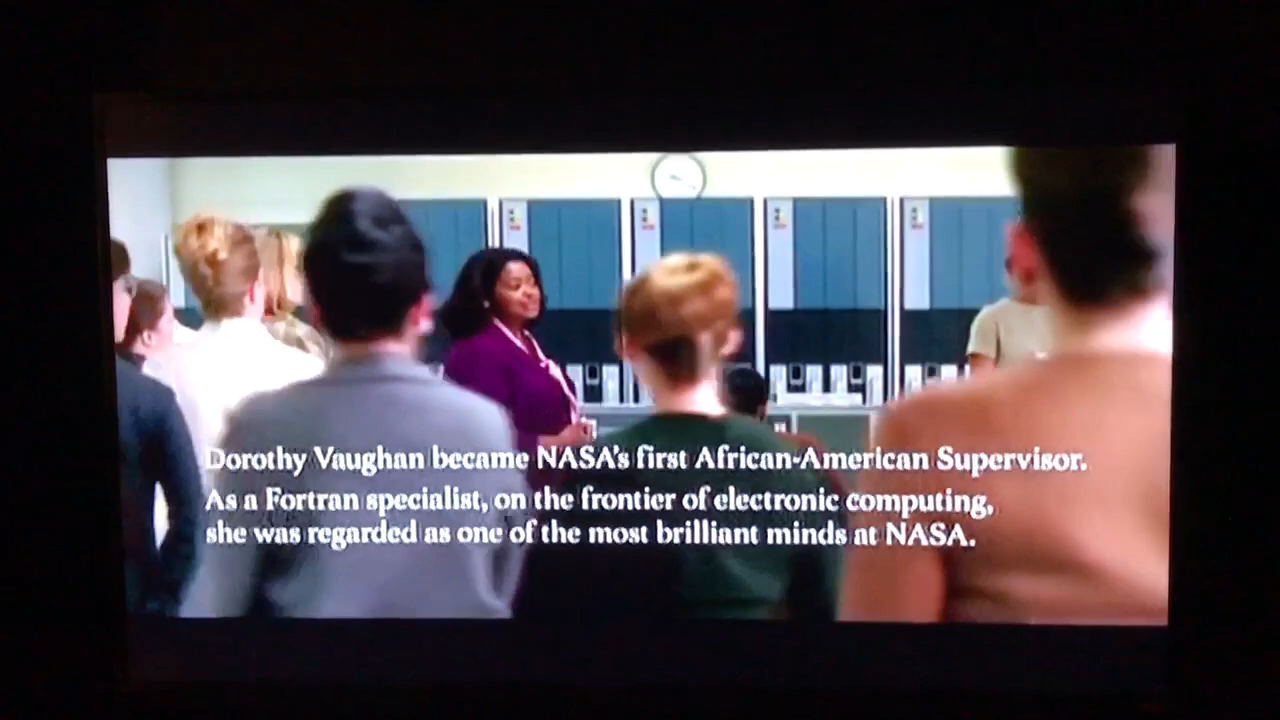 Dorothy Vaughan became NASA's first African-American Supervisor.
As a Fortran specialist, on the frontier of electronic computing,
she was regarded as one of the most brilliant minds at NASA.